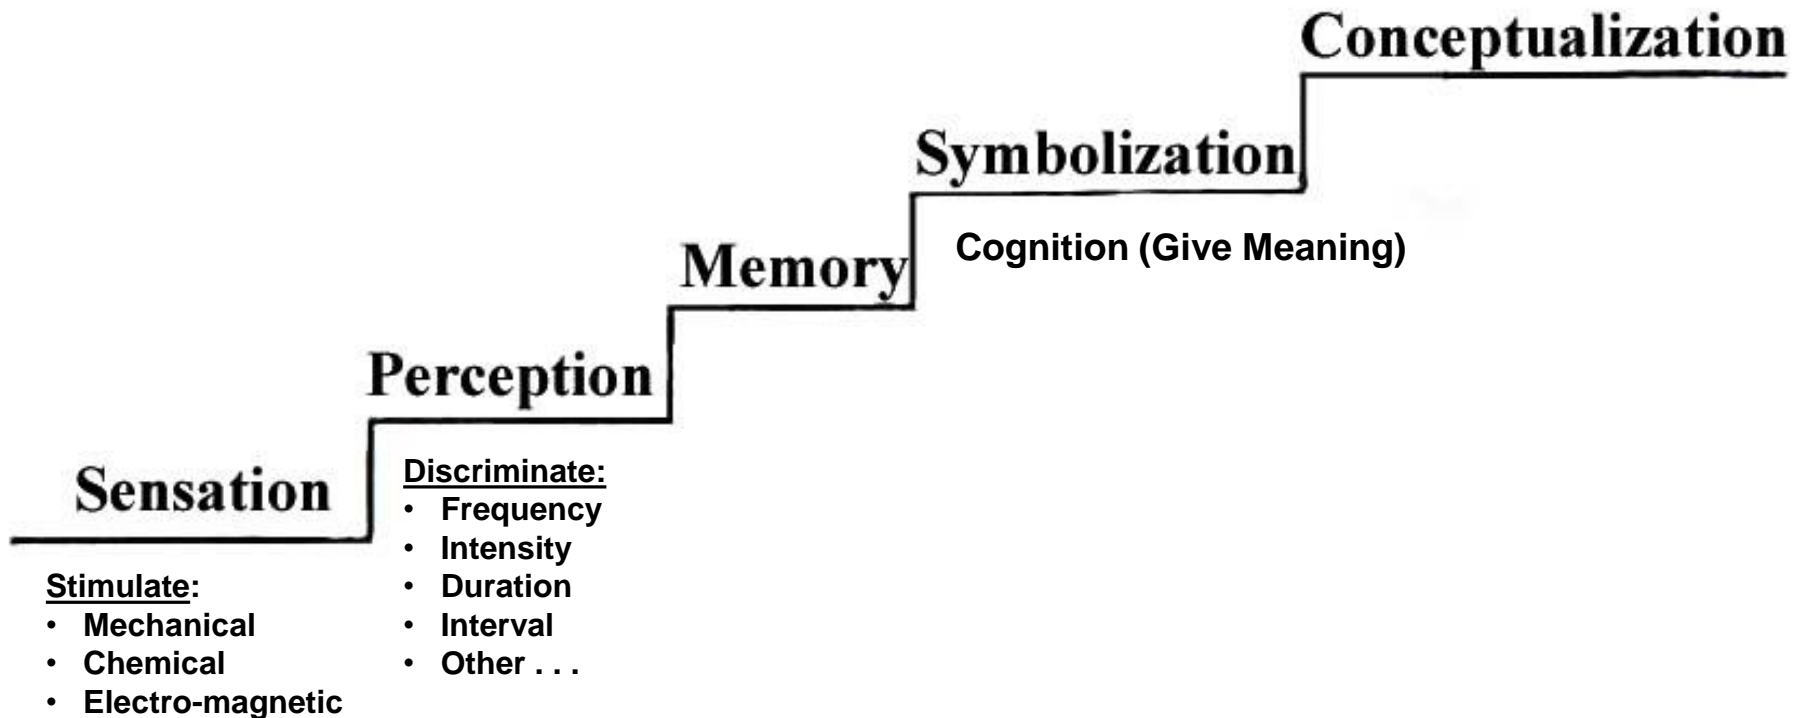 Conceptualization
Symbolization
Cognition (Give Meaning)
Memory
Perception
Discriminate:
• Frequency
• Intensity
• Duration
• Interval
• Other . . .
Sensation
Stimulate:
• Mechanical
• Chemical
• Electro-magnetic